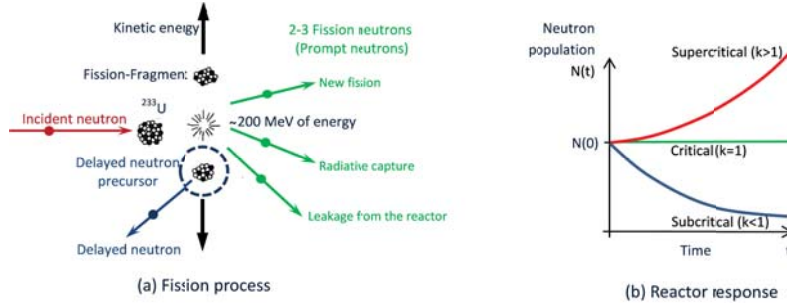 Kinetic energy
2-3 Fission neutrons
(Prompt neutrons)
Fission-Fragment
New fission
²³³U
Incident neutron
~200 MeV of energy
Delayed neutron
precursor
Radiative capture
Leakage from the reactor
Delayed neutron
(a) Fission process
Neutron
population
N(t)
Supercritical (k>1)
N(0)
Critical (k=1)
Subcritical (k<1)
Time
t
(b) Reactor response